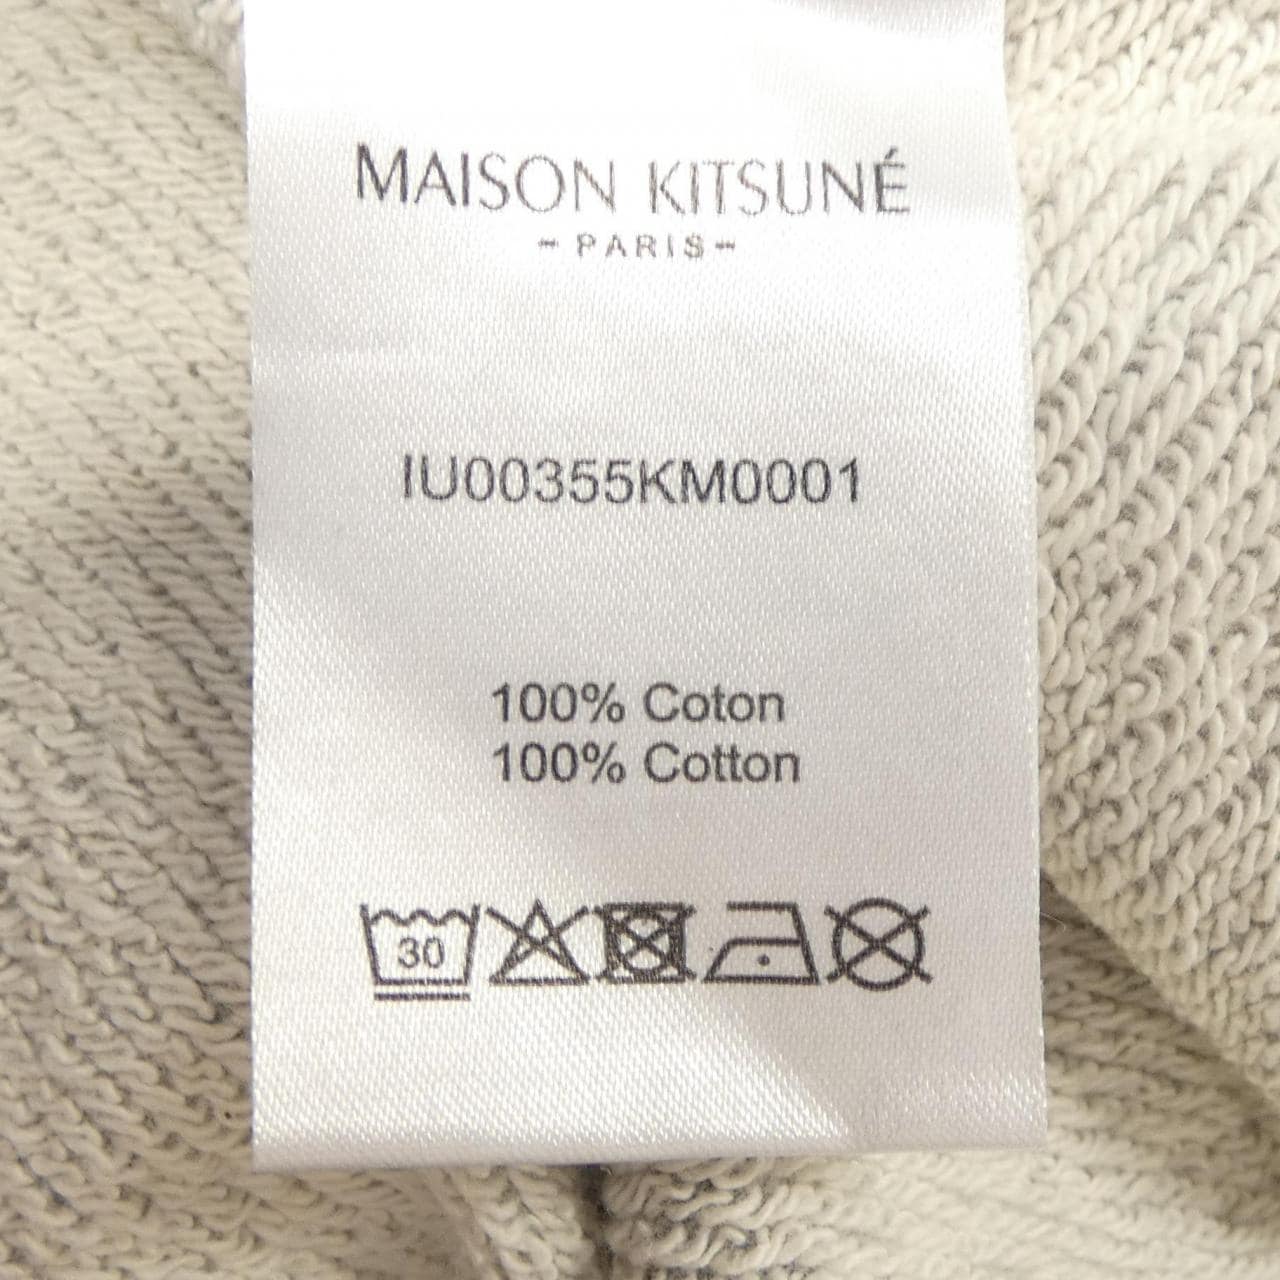 MAISON KITSUNÉ
- PARIS -
IU00355KM0001
100% Coton
100% Cotton
30